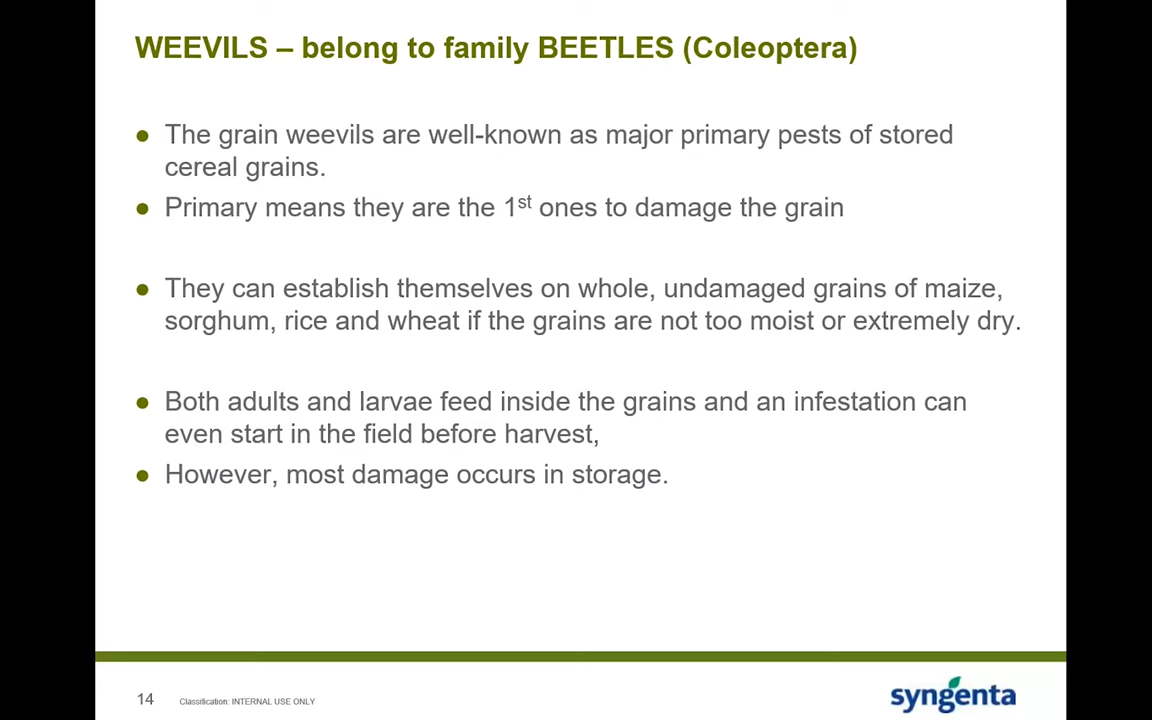 WEEVILS – belong to family BEETLES (Coleoptera)
● The grain weevils are well-known as major primary pests of stored
cereal grains.
● Primary means they are the 1st ones to damage the grain
● They can establish themselves on whole, undamaged grains of maize,
sorghum, rice and wheat if the grains are not too moist or extremely dry.
● Both adults and larvae feed inside the grains and an infestation can
even start in the field before harvest,
● However, most damage occurs in storage.
14 Classification: INTERNAL USE ONLY
syngenta